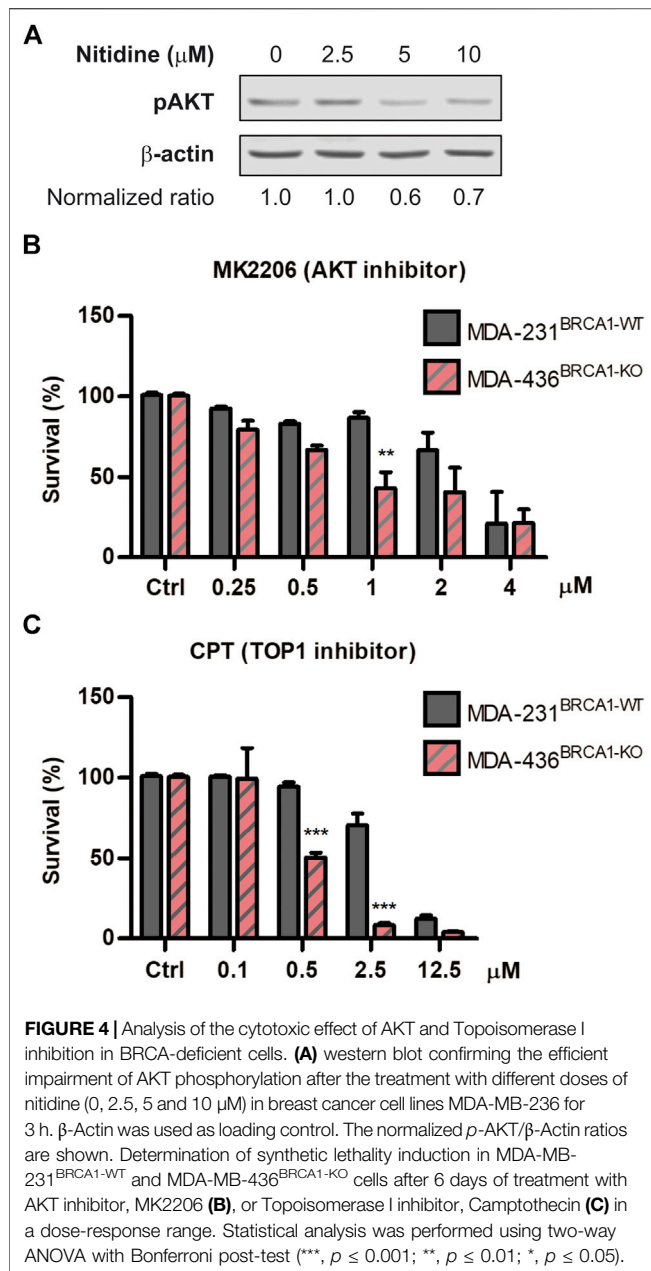 A
Nitidine (μM) 0 2.5 5 10
pAKT
β-actin
Normalized ratio 1.0 1.0 0.6 0.7
B
MK2206 (AKT inhibitor)
MDA-231BRCA1-WT
MDA-436BRCA1-KO
Survival (%)
150
100
50
0
**
Ctrl 0.25 0.5 1 2 4 μM
C
CPT (TOP1 inhibitor)
MDA-231BRCA1-WT
MDA-436BRCA1-KO
Survival (%)
150
100
50
0
***
***
Ctrl 0.1 0.5 2.5 12.5 μM
FIGURE 4 | Analysis of the cytotoxic effect of AKT and Topoisomerase I
inhibition in BRCA-deficient cells. (A) western blot confirming the efficient
impairment of AKT phosphorylation after the treatment with different doses of
nitidine (0, 2.5, 5 and 10 μM) in breast cancer cell lines MDA-MB-236 for
3 h. β-Actin was used as loading control. The normalized p-AKT/β-Actin ratios
are shown. Determination of synthetic lethality induction in MDA-MB-
231BRCA1-WT and MDA-MB-436BRCA1-KO cells after 6 days of treatment with
AKT inhibitor, MK2206 (B), or Topoisomerase I inhibitor, Camptothecin (C) in
a dose-response range. Statistical analysis was performed using two-way
ANOVA with Bonferroni post-test (***, p ≤ 0.001; **, p ≤ 0.01; *, p ≤ 0.05).